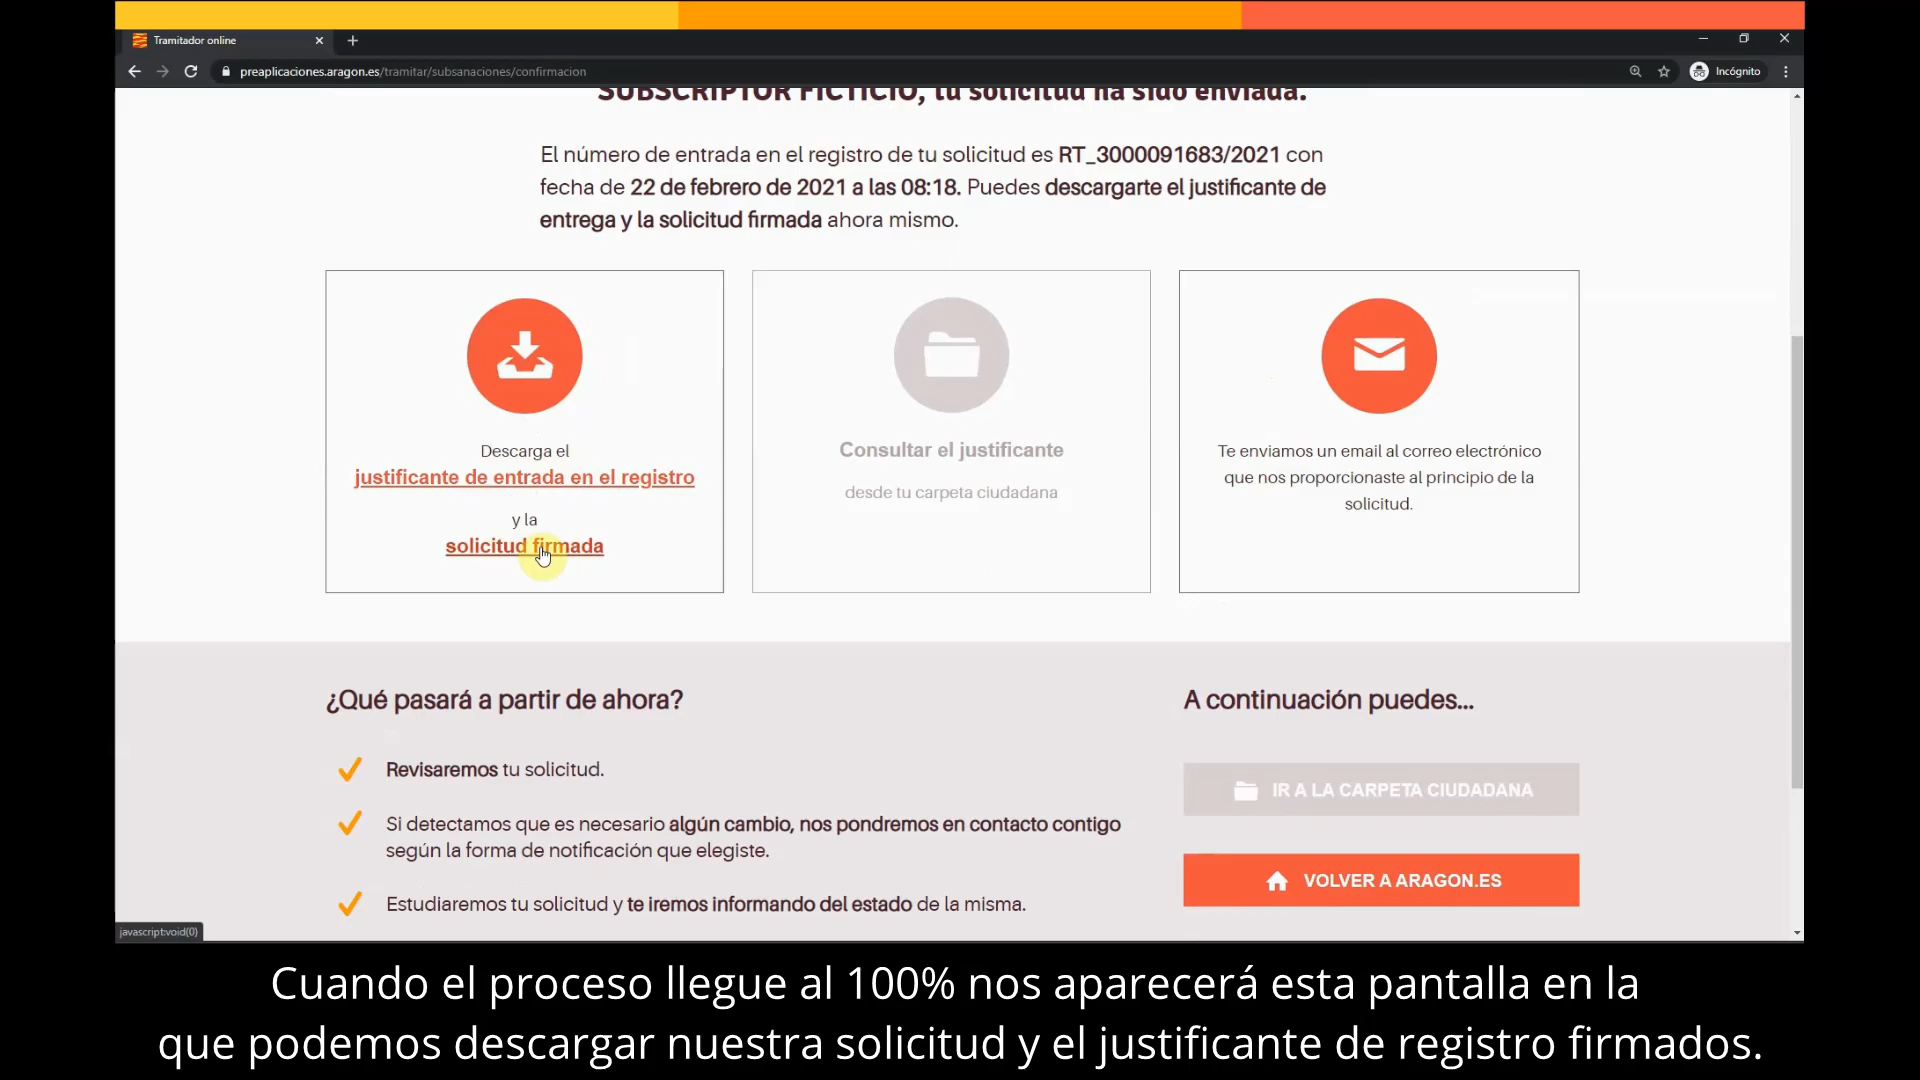 Tramitador online
preaplicaciones.aragon.es/tramitar/subsanaciones/confirmacion
Incógnito
SUBSCRIPTOR FICTICIO, tu solicitud ha sido enviada.
El número de entrada en el registro de tu solicitud es RT_3000091683/2021 con
fecha de 22 de febrero de 2021 a las 08:18. Puedes descargarte el justificante de
entrega y la solicitud firmada ahora mismo.
Descarga el
justificante de entrada en el registro
y la
solicitud firmada
Consultar el justificante
desde tu carpeta ciudadana
Te enviamos un email al correo electrónico
que nos proporcionaste al principio de la
solicitud.
¿Qué pasará a partir de ahora?
Revisaremos tu solicitud.
Si detectamos que es necesario algún cambio, nos pondremos en contacto contigo
según la forma de notificación que elegiste.
Estudiaremos tu solicitud y te iremos informando del estado de la misma.
A continuación puedes...
IR A LA CARPETA CIUDADANA
VOLVER A ARAGON.ES
javascript:void(0)
Cuando el proceso llegue al 100% nos aparecerá esta pantalla en la
que podemos descargar nuestra solicitud y el justificante de registro firmados.